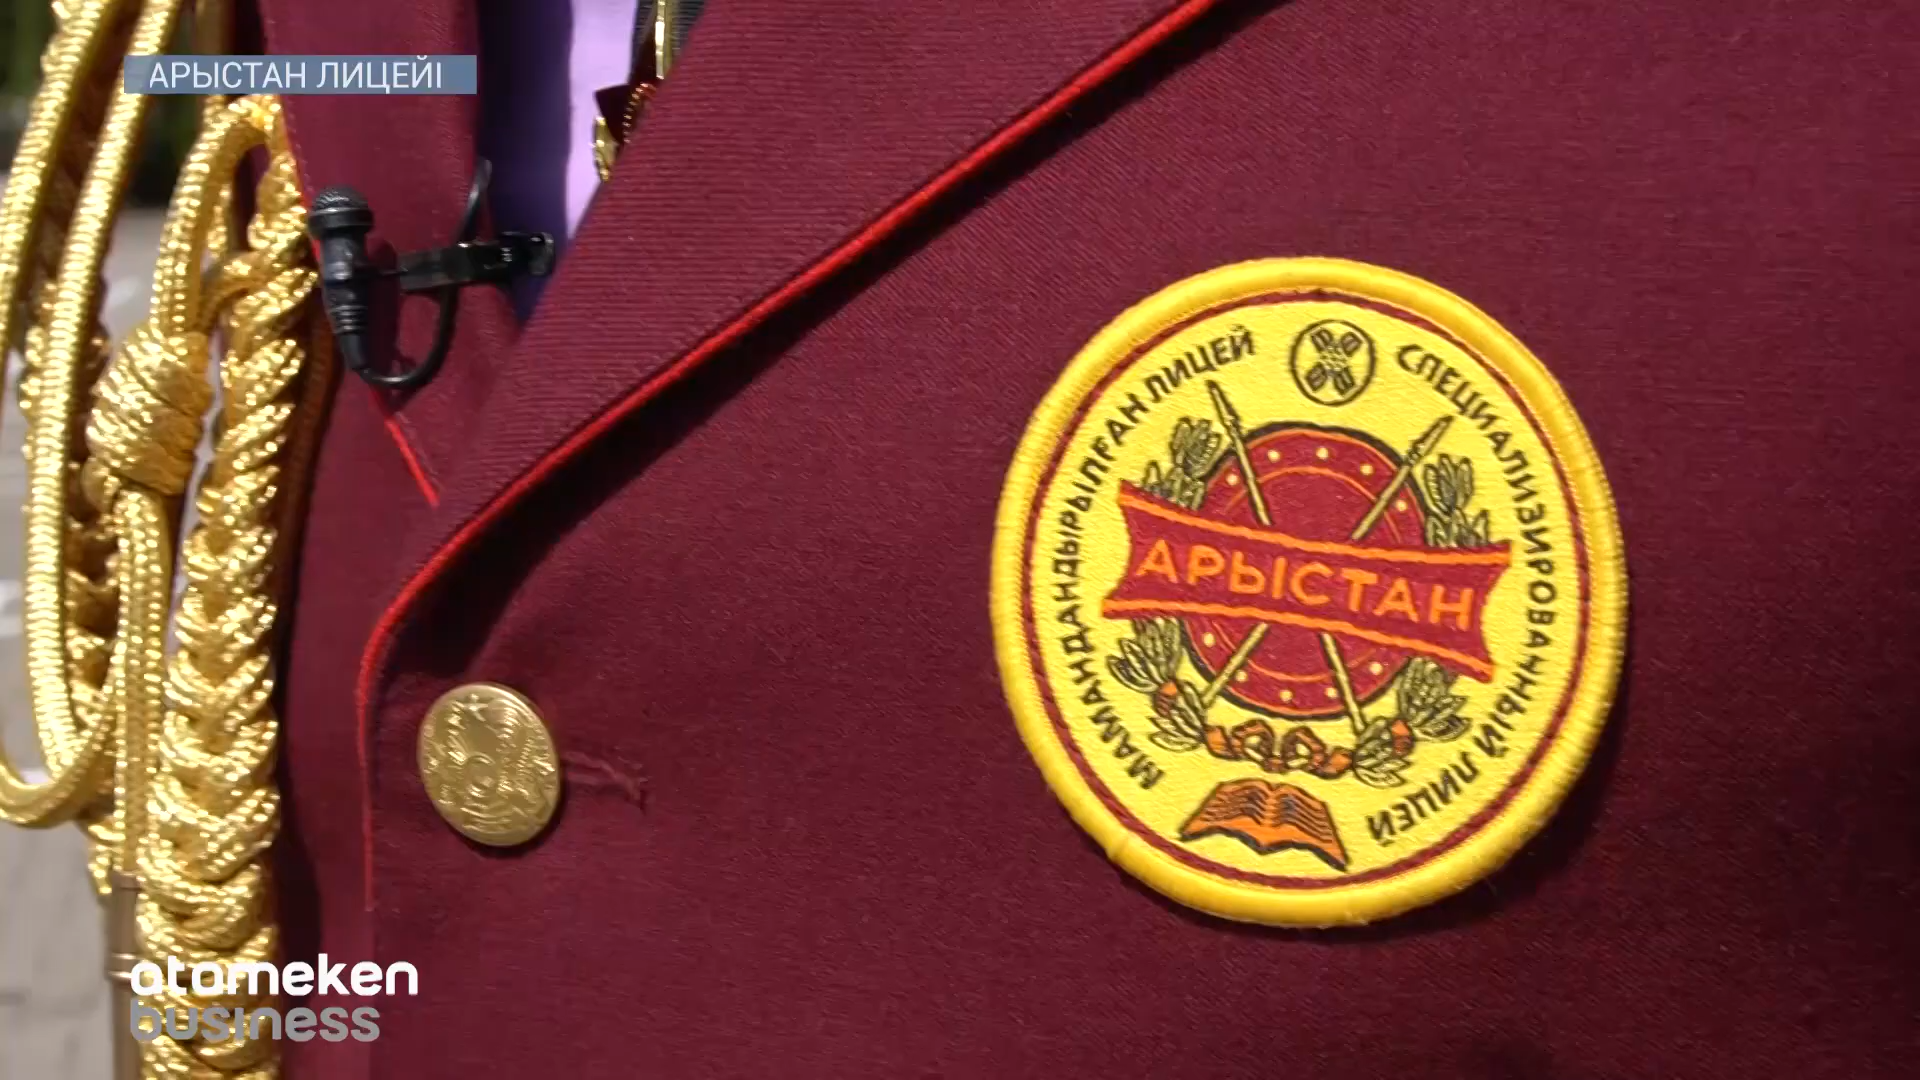 АРЫСТАН ЛИЦЕЙІ
МАМАНДАНДЫРЫЛҒАН ЛИЦЕЙ
СПЕЦИАЛИЗИРОВАННЫЙ ЛИЦЕЙ
АРЫСТАН
atameken
business